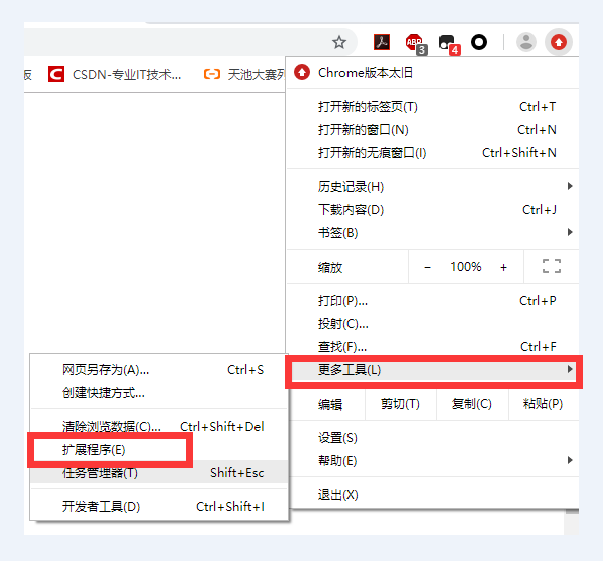 ABP 3 4
板 C CSDN-专业IT技术... 天池大赛
Chrome版本太旧
打开新的标签页(T) Ctrl+T
打开新的窗口(N) Ctrl+N
打开新的无痕窗口(I) Ctrl+Shift+N
历史记录(H)
下载内容(D) Ctrl+J
书签(B)
缩放 - 100% +
打印(P)... Ctrl+P
投射(C)...
查找(F)... Ctrl+F
更多工具(L)
编辑 剪切(T) 复制(C) 粘贴(P)
设置(S)
帮助(E)
退出(X)
网页另存为(A)... Ctrl+S
创建快捷方式...
清除浏览数据(C)... Ctrl+Shift+Del
扩展程序(E)
任务管理器(T) Shift+Esc
开发者工具(D) Ctrl+Shift+I